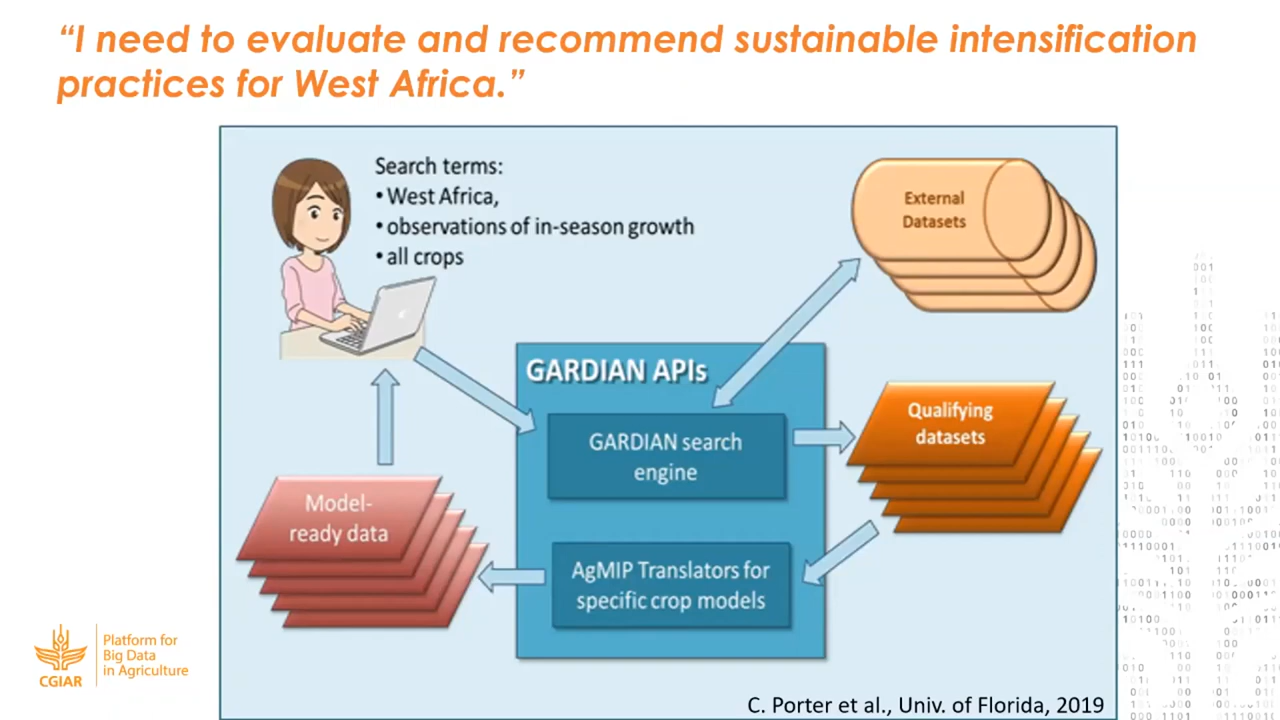 “I need to evaluate and recommend sustainable intensification
practices for West Africa.”
Search terms:
• West Africa,
• observations of in-season growth
• all crops
External
Datasets
GARDIAN APIs
GARDIAN search
engine
Qualifying
datasets
Model-
ready data
AgMIP Translators for
specific crop models
CGIAR
Platform for
Big Data
in Agriculture
C. Porter et al., Univ. of Florida, 2019